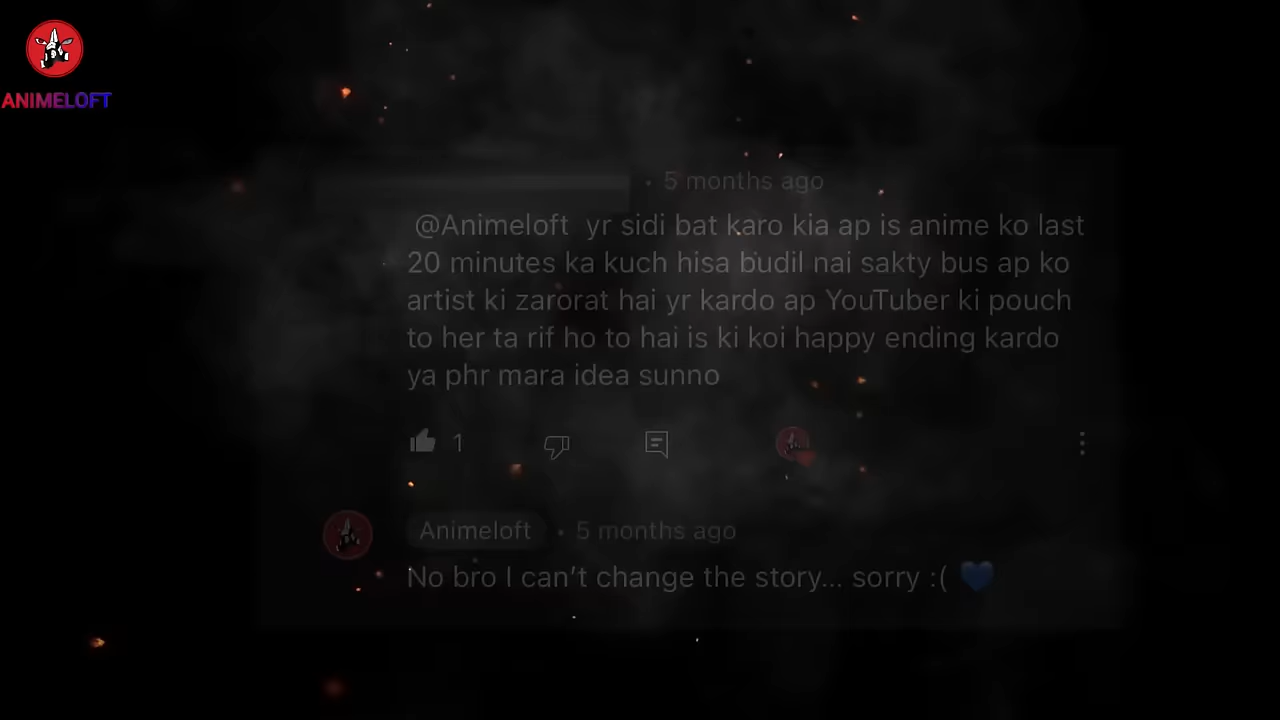 ANIMELOFT
• 5 months ago
@Animeloft yr sidi bat karo kia ap is anime ko last
20 minutes ka kuch hisa budil nai sakty bus ap ko
artist ki zarorat hai yr kardo ap YouTuber ki pouch
to her ta rif ho to hai is ki koi happy ending kardo
ya phr mara idea sunno
1
Animeloft • 5 months ago
No bro I can't change the story... sorry :( 💙